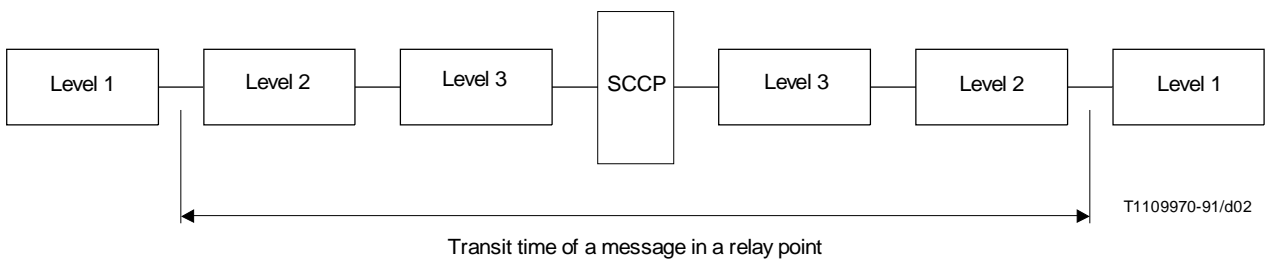 Level 1
Level 2
Level 3
SCCP
Level 3
Level 2
Level 1
T1109970-91/d02
Transit time of a message in a relay point